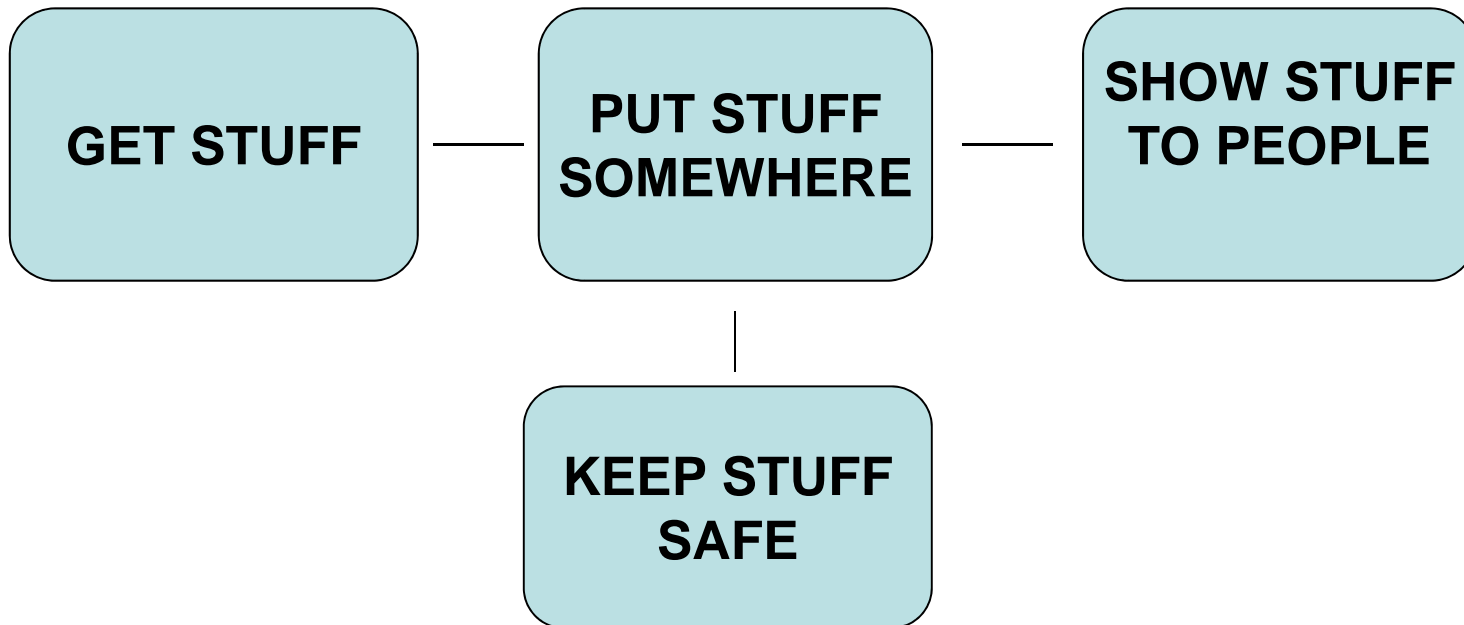 GET STUFF
PUT STUFF
SOMEWHERE
SHOW STUFF
TO PEOPLE
KEEP STUFF
SAFE